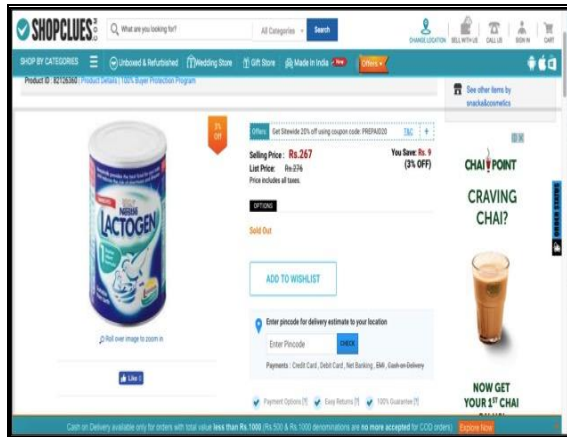 SHOPCLUES
What are you looking for?
All Categories
Search
CHANGE LOCATION
SELL WITH US
CALL US
SIGN IN
CART
SHOP BY CATEGORIES
Unboxed & Refurbished
Wedding Store
Gift Store
Made In India
Offers
Product ID : 82126360 | Product Details | 100% Buyer Protection Program
See other items by
snacks&cosmetics
3%
Off
Offers
Get Sitewide 20% off using coupon code: PREPAID20
T&C
+
Selling Price : Rs.267
You Save: Rs. 9
(3% OFF)
List Price: Rs.276
Price includes all taxes.
OPTIONS
Sold Out
ADD TO WISHLIST
Nestlé
LACTOGEN
1
Roll over image to zoom in
Like
Enter pincode for delivery estimate to your location
Enter Pincode
CHECK
Payments : Credit Card, Debit Card, Net Banking, EMI, Cash on Delivery
Payment Options [?]
Easy Returns [?]
100% Guarantee [?]
CHAI POINT
CRAVING
CHAI?
NOW GET
YOUR 1ST CHAI
ORDER STATUS
Cash on Delivery available only for orders with total value less than Rs.1000 (Rs.500 & Rs.1000 denominations are no more accepted for COD orders)
Explore Now